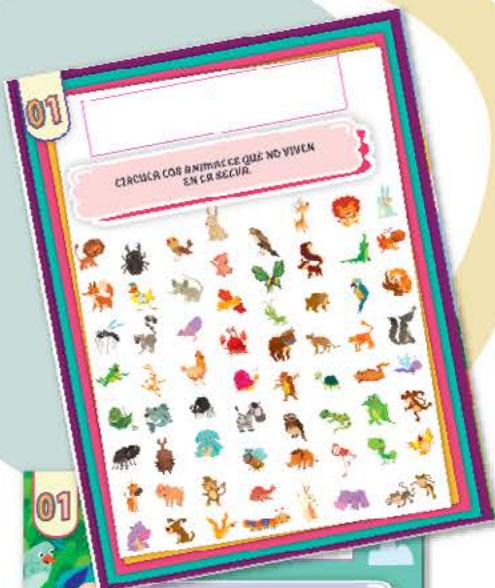 01
CIRCULA LOS ANIMALES QUE NO VIVEN
EN LA SELVA.
01